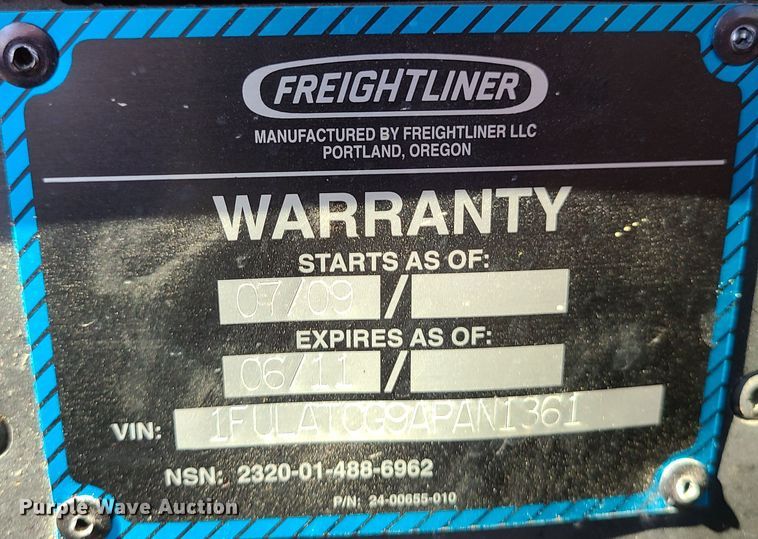 FREIGHTLINER
MANUFACTURED BY FREIGHTLINER LLC
PORTLAND, OREGON
WARRANTY
STARTS AS OF:
07/09 /
EXPIRES AS OF:
06/11 /
VIN: 1FULATCG9APAN1361
NSN: 2320-01-488-6962
P/N: 24-00655-010
Purple Wave Auction